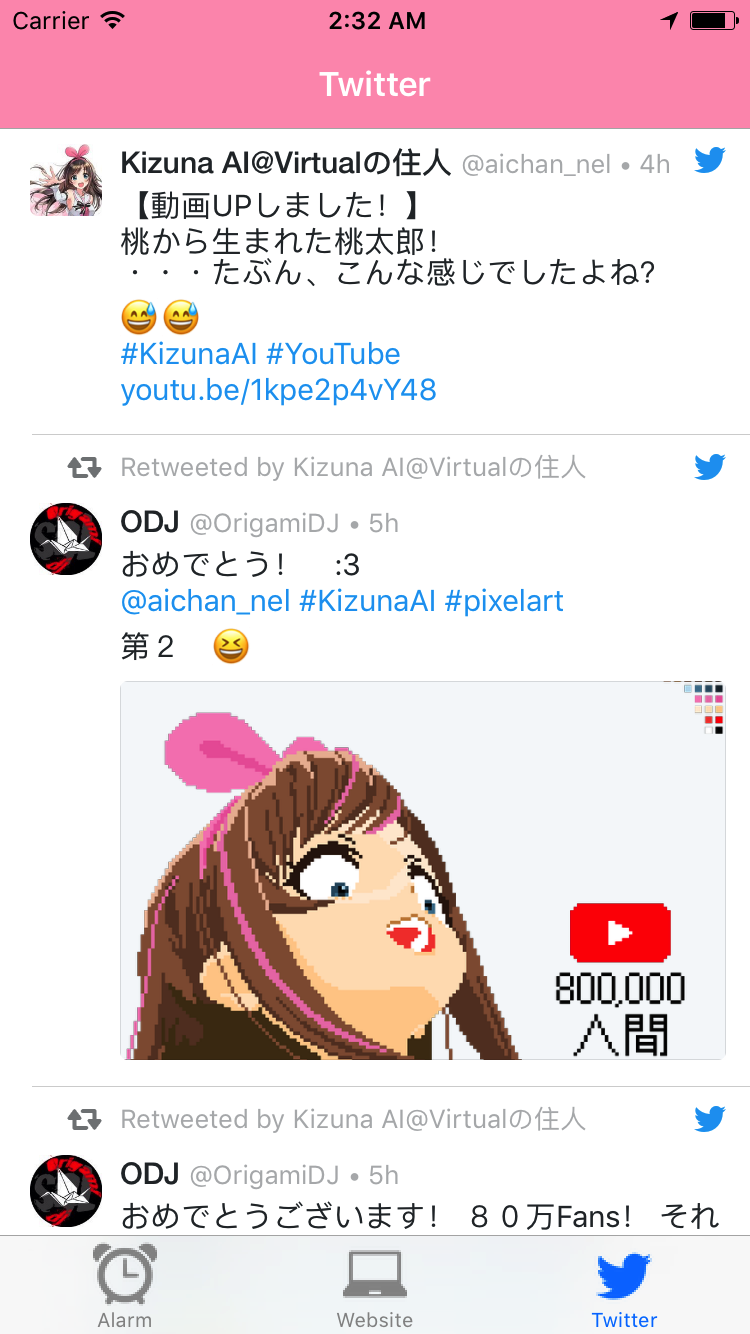 Carrier 2:32 AM
Twitter
Kizuna AI@Virtualの住人 @aichan_nel • 4h
【動画UPしました！】
桃から生まれた桃太郎！
・・・たぶん、こんな感じでしたよね？
😅😅
#KizunaAI #YouTube
youtu.be/1kpe2p4vY48
Retweeted by Kizuna AI@Virtualの住人
ODJ @OrigamiDJ • 5h
おめでとう！ :3
@aichan_nel #KizunaAI #pixelart
第２ 😆
800,000
人間
Retweeted by Kizuna AI@Virtualの住人
ODJ @OrigamiDJ • 5h
おめでとうございます！ ８０万Fans！ それ
Alarm Website Twitter